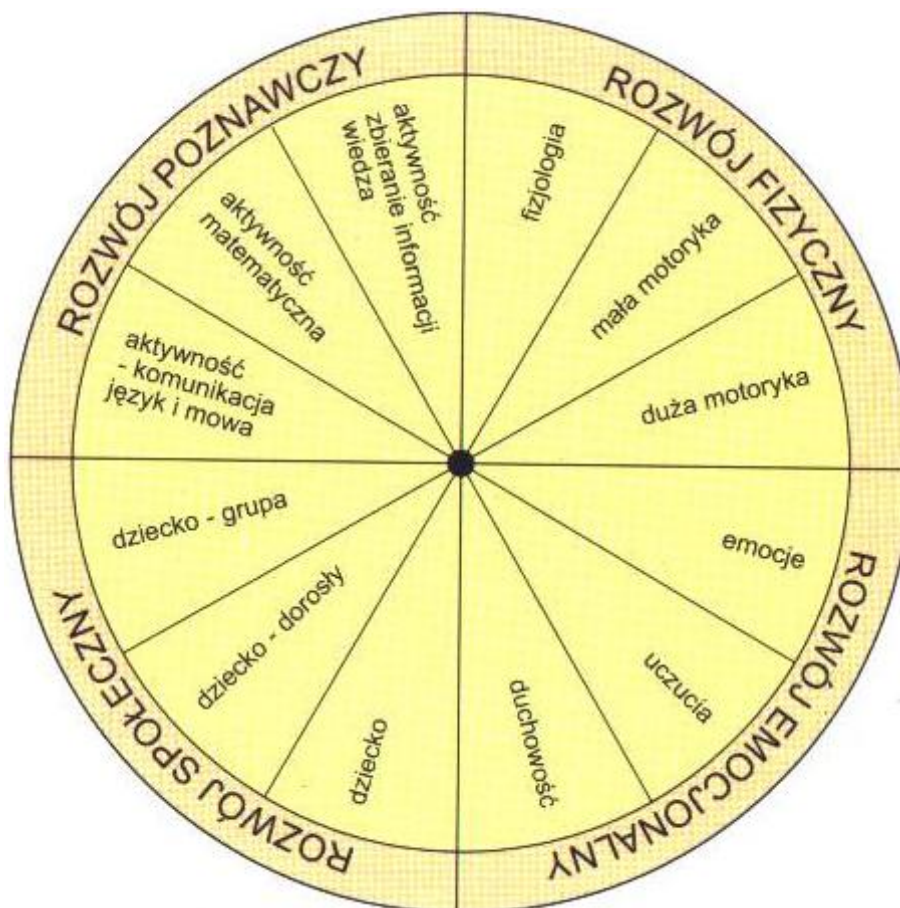 ROZWÓJ POZNAWCZY
aktywność
zbieranie informacji
wiedza
aktywność
matematyczna
aktywność
- komunikacja
język i mowa
ROZWÓJ FIZYCZNY
fizjologia
mała motoryka
duża motoryka
ROZWÓJ EMOCJONALNY
emocje
uczucia
duchowość
ROZWÓJ SPOŁECZNY
dziecko
dziecko - dorosły
dziecko - grupa